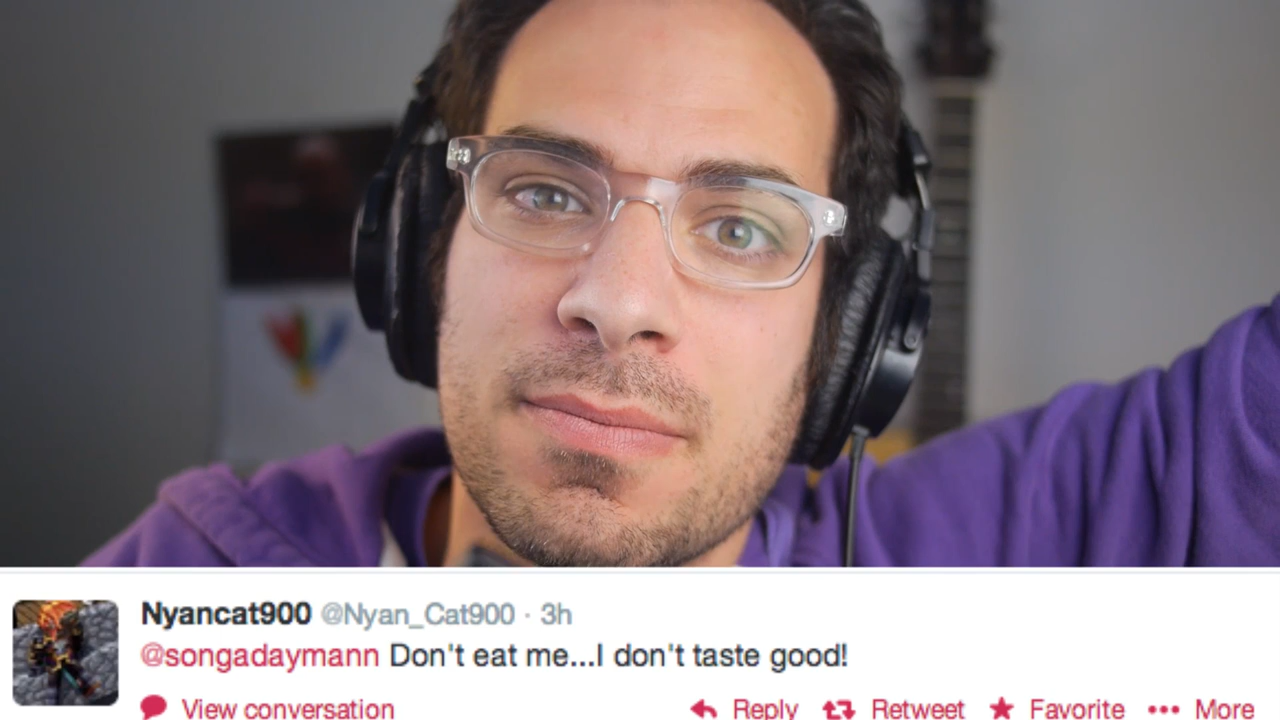 Nyancat900 @Nyan_Cat900 · 3h
@songadaymann Don't eat me...I don't taste good!
View conversation Reply Retweet Favorite More